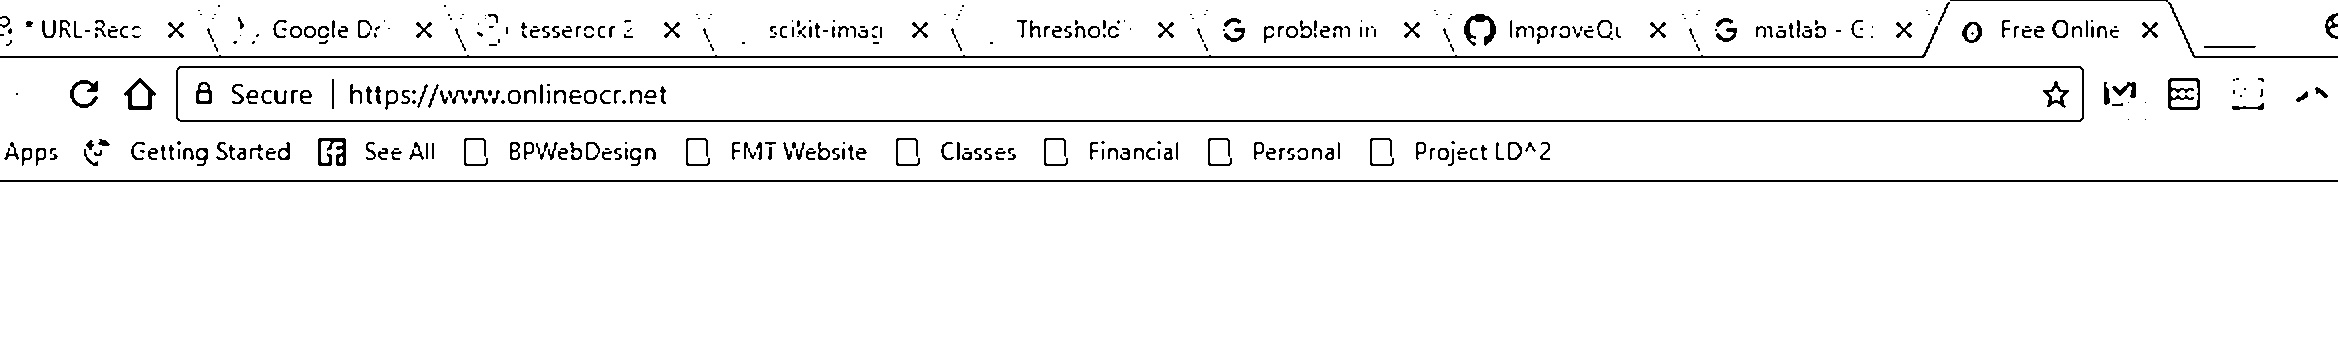 * URL-Reco Google Dr tesserocr 2 scikit-imag Threshold problem in ImproveQu matlab - G Free Online
Secure | https://www.onlineocr.net
Apps Getting Started See All BPWebDesign FMT Website Classes Financial Personal Project LD^2